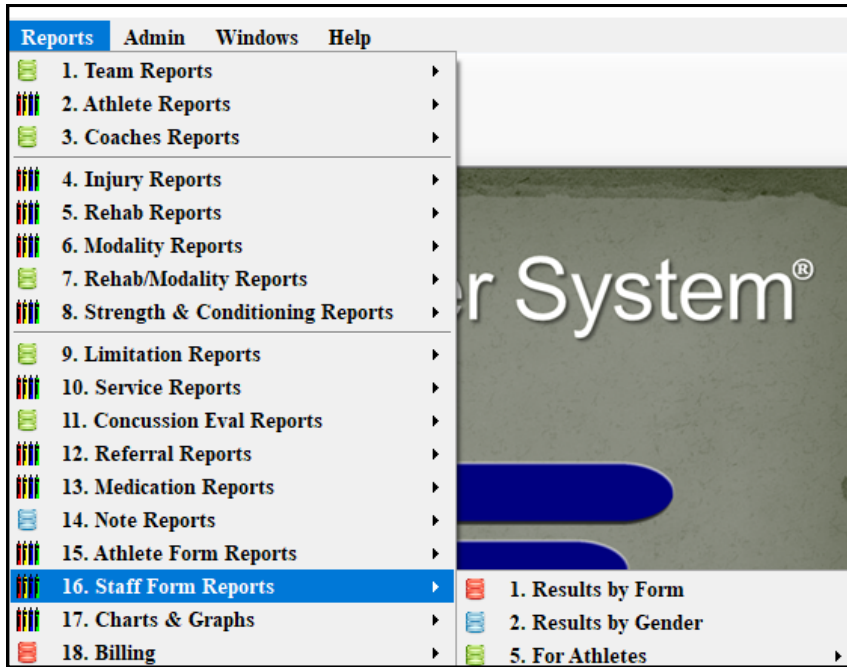 Reports Admin Windows Help
1. Team Reports
2. Athlete Reports
3. Coaches Reports
4. Injury Reports
5. Rehab Reports
6. Modality Reports
7. Rehab/Modality Reports
8. Strength & Conditioning Reports
r System®
9. Limitation Reports
10. Service Reports
11. Concussion Eval Reports
12. Referral Reports
13. Medication Reports
14. Note Reports
15. Athlete Form Reports
16. Staff Form Reports
1. Results by Form
17. Charts & Graphs
2. Results by Gender
18. Billing
5. For Athletes